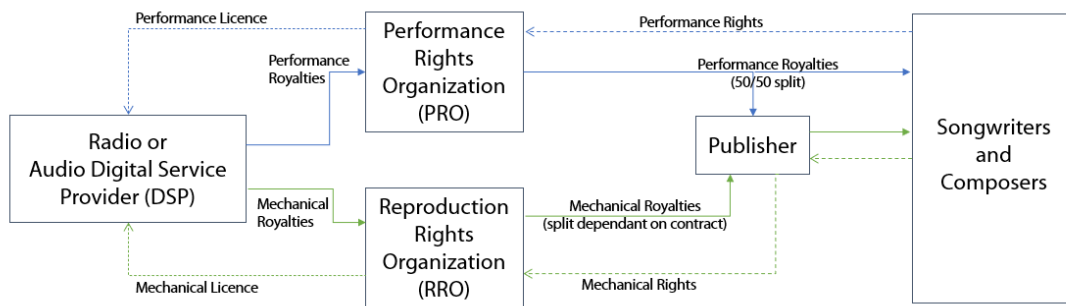 Performance Licence
Performance Rights
Performance
Rights
Organization
(PRO)
Performance
Royalties
Performance Royalties
(50/50 split)
Radio or
Audio Digital Service
Provider (DSP)
Publisher
Songwriters
and
Composers
Mechanical
Royalties
Reproduction
Rights
Organization
(RRO)
Mechanical Royalties
(split dependant on contract)
Mechanical Licence
Mechanical Rights